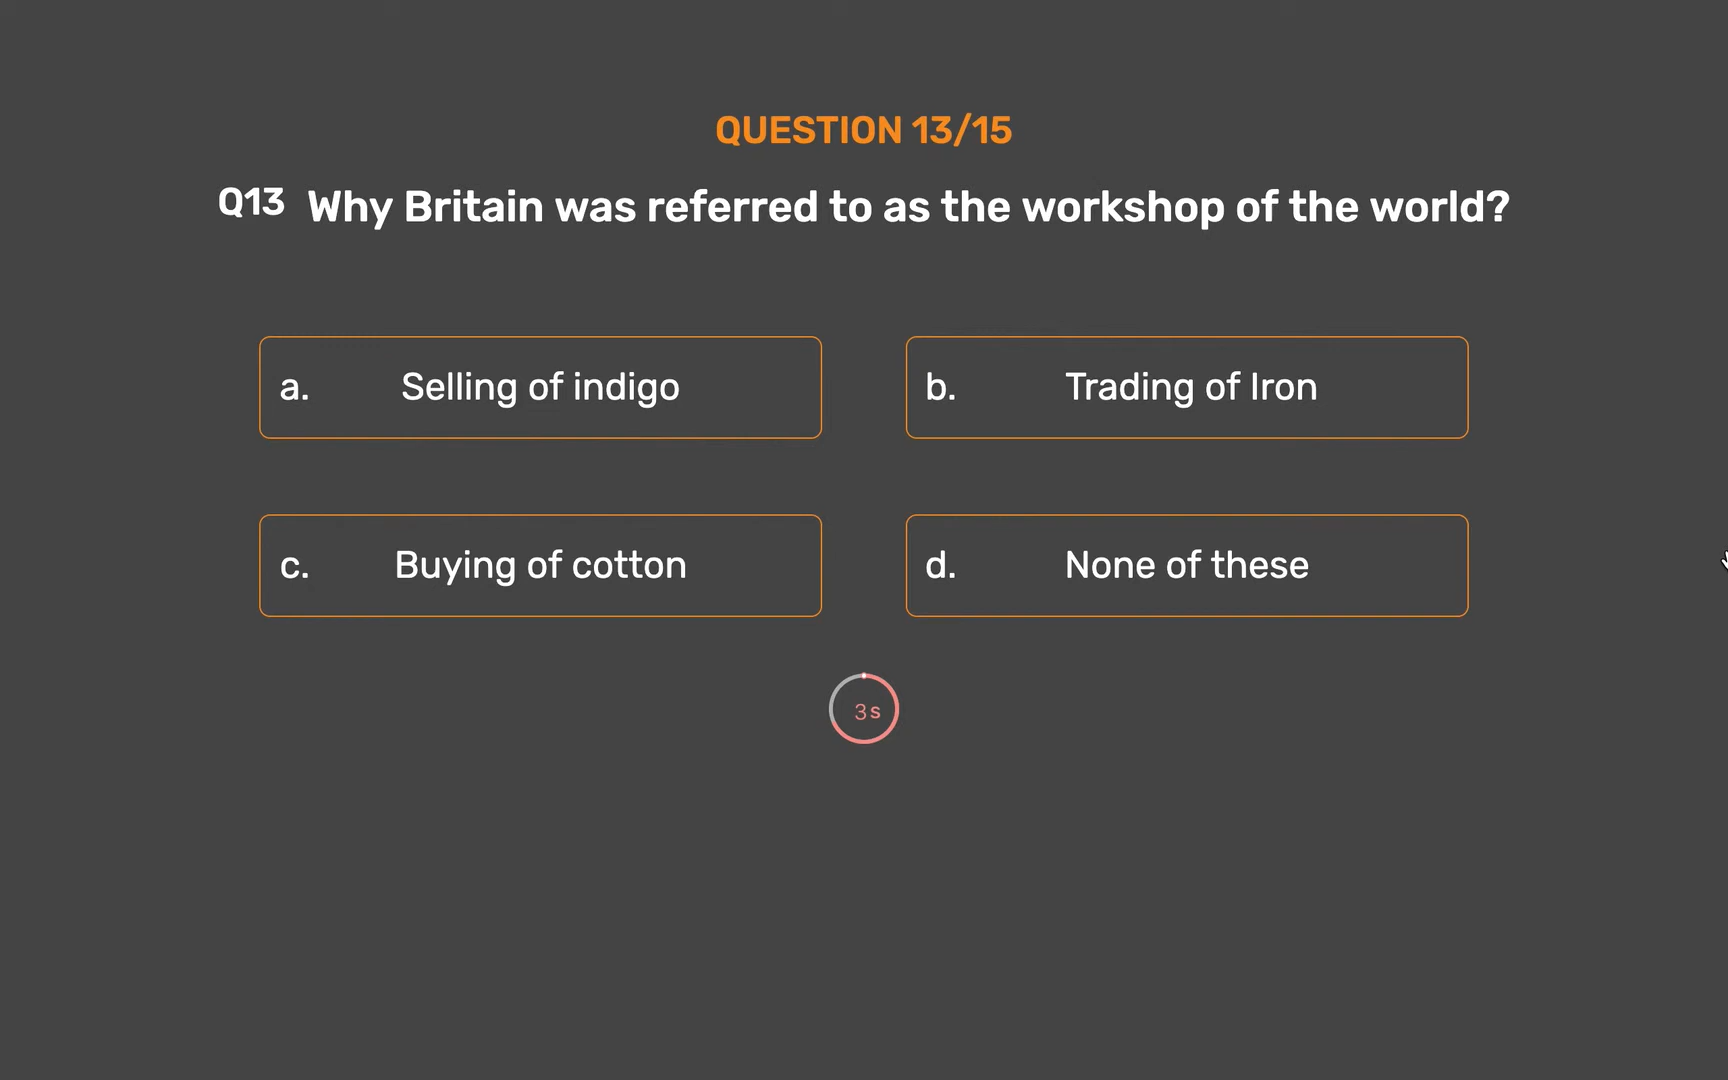 QUESTION 13/15
Q13 Why Britain was referred to as the workshop of the world?
a. Selling of indigo
b. Trading of Iron
c. Buying of cotton
d. None of these
3s